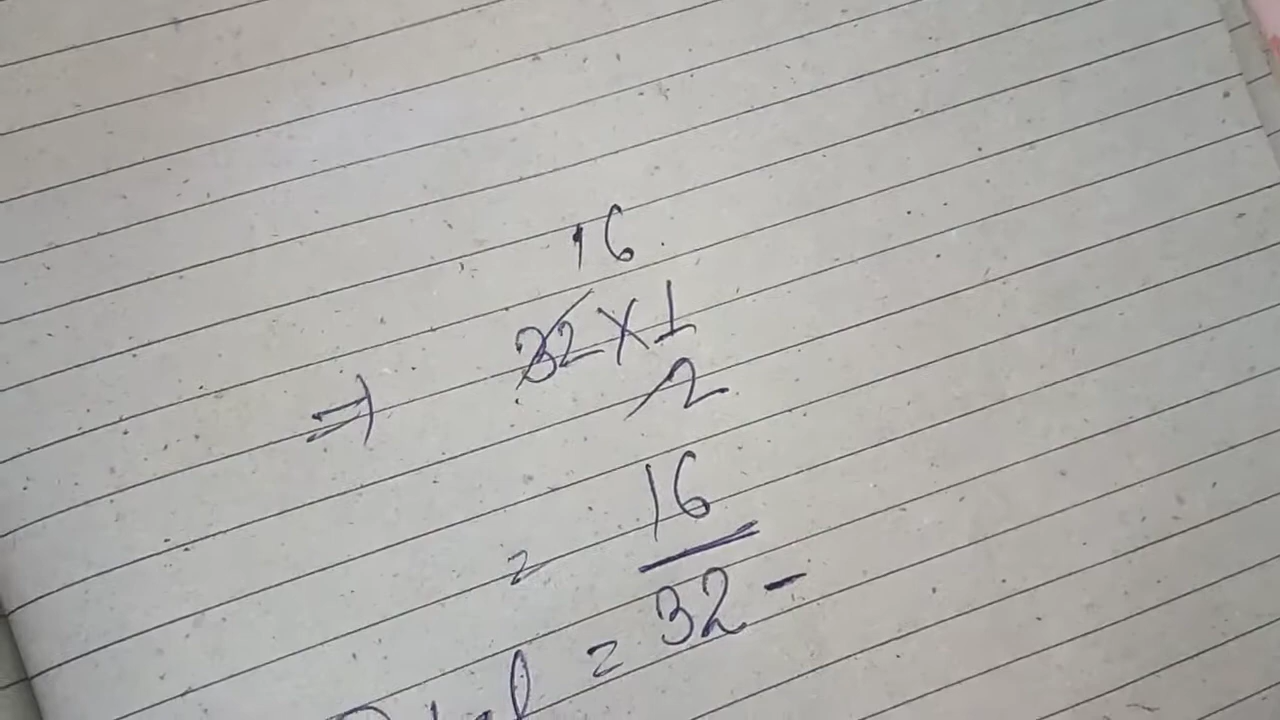 16
⇒ 32 × 1
2
= 16
= 32 -